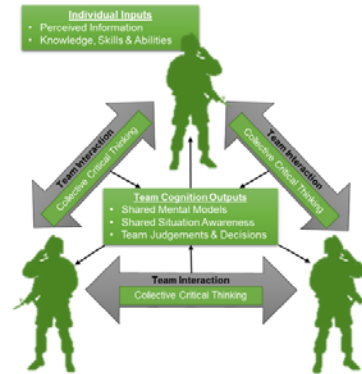 Individual Inputs
• Perceived Information
• Knowledge, Skills & Abilities
Team Interaction
Collective Critical Thinking
Team Interaction
Collective Critical Thinking
Team Cognition Outputs
• Shared Mental Models
• Shared Situation Awareness
• Team Judgements & Decisions
Team Interaction
Collective Critical Thinking